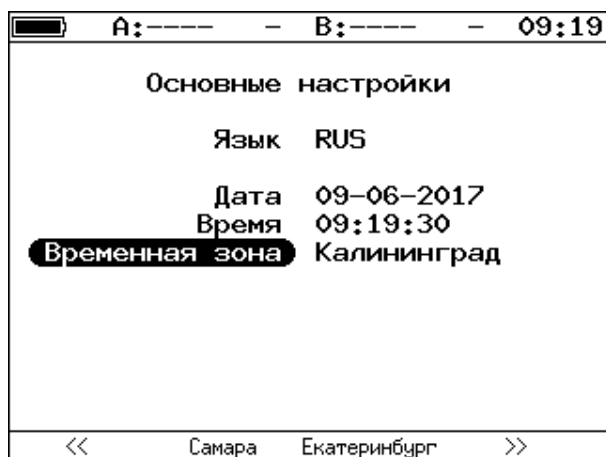 A:---- - B:---- - 09:19
Основные настройки
Язык RUS
Дата 09-06-2017
Время 09:19:30
Временная зона Калининград
<< Самара Екатеринбург >>